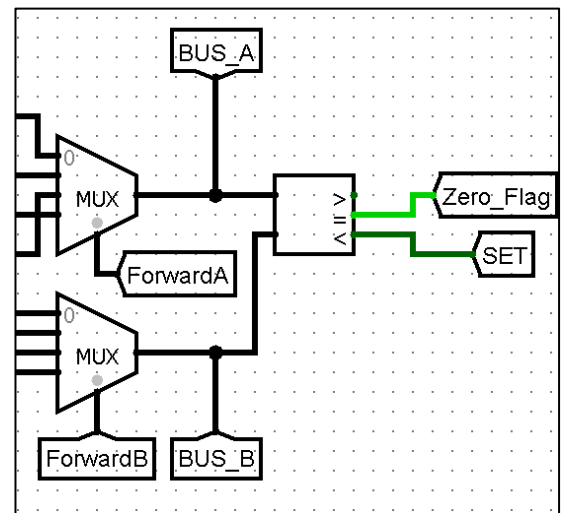 BUS_A
0
MUX
>
=
<
Zero_Flag
SET
ForwardA
0
MUX
ForwardB
BUS_B